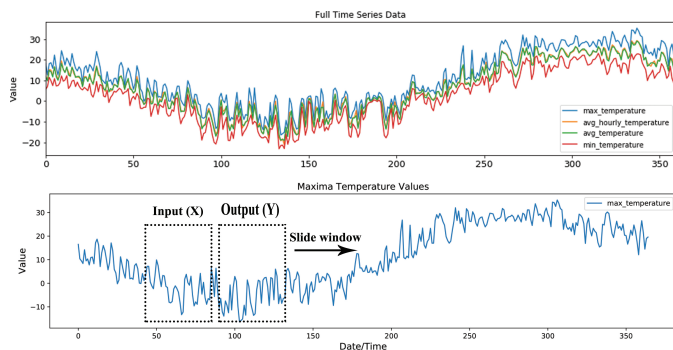 Full Time Series Data
Value
30
20
10
0
−10
−20
max_temperature
avg_hourly_temperature
avg_temperature
min_temperature
0 50 100 150 200 250 300 350
Maxima Temperature Values
Value
30
20
10
0
−10
Input (X)
Output (Y)
Slide window
max_temperature
0 50 100 150 200 250 300 350
Date/Time